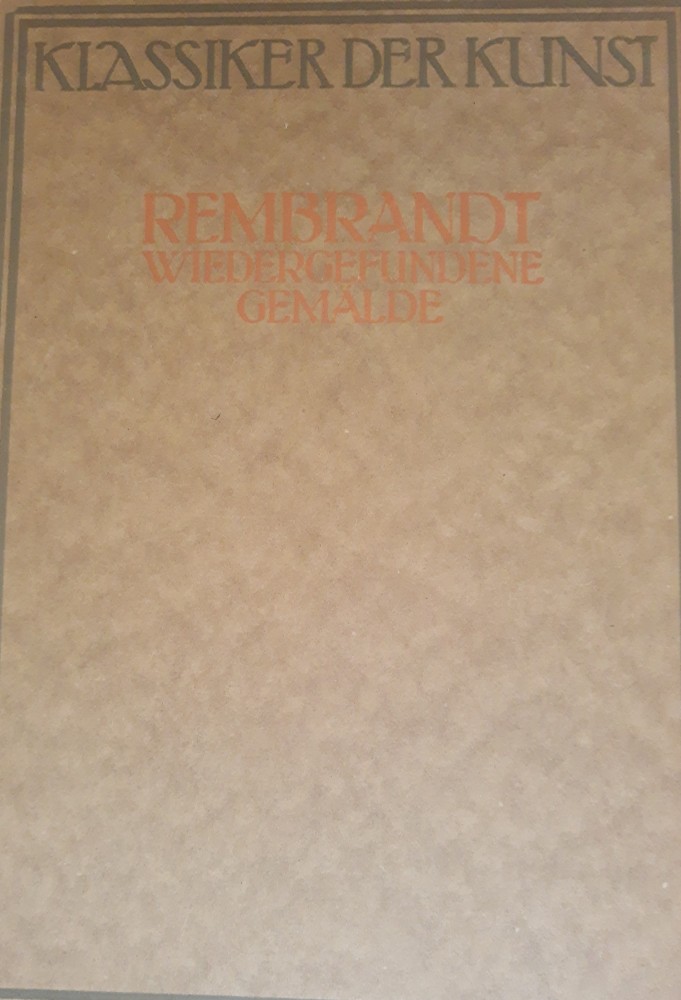 KLASSIKER DER KUNST
REMBRANDT
WIEDERGEFUNDENE
GEMÄLDE